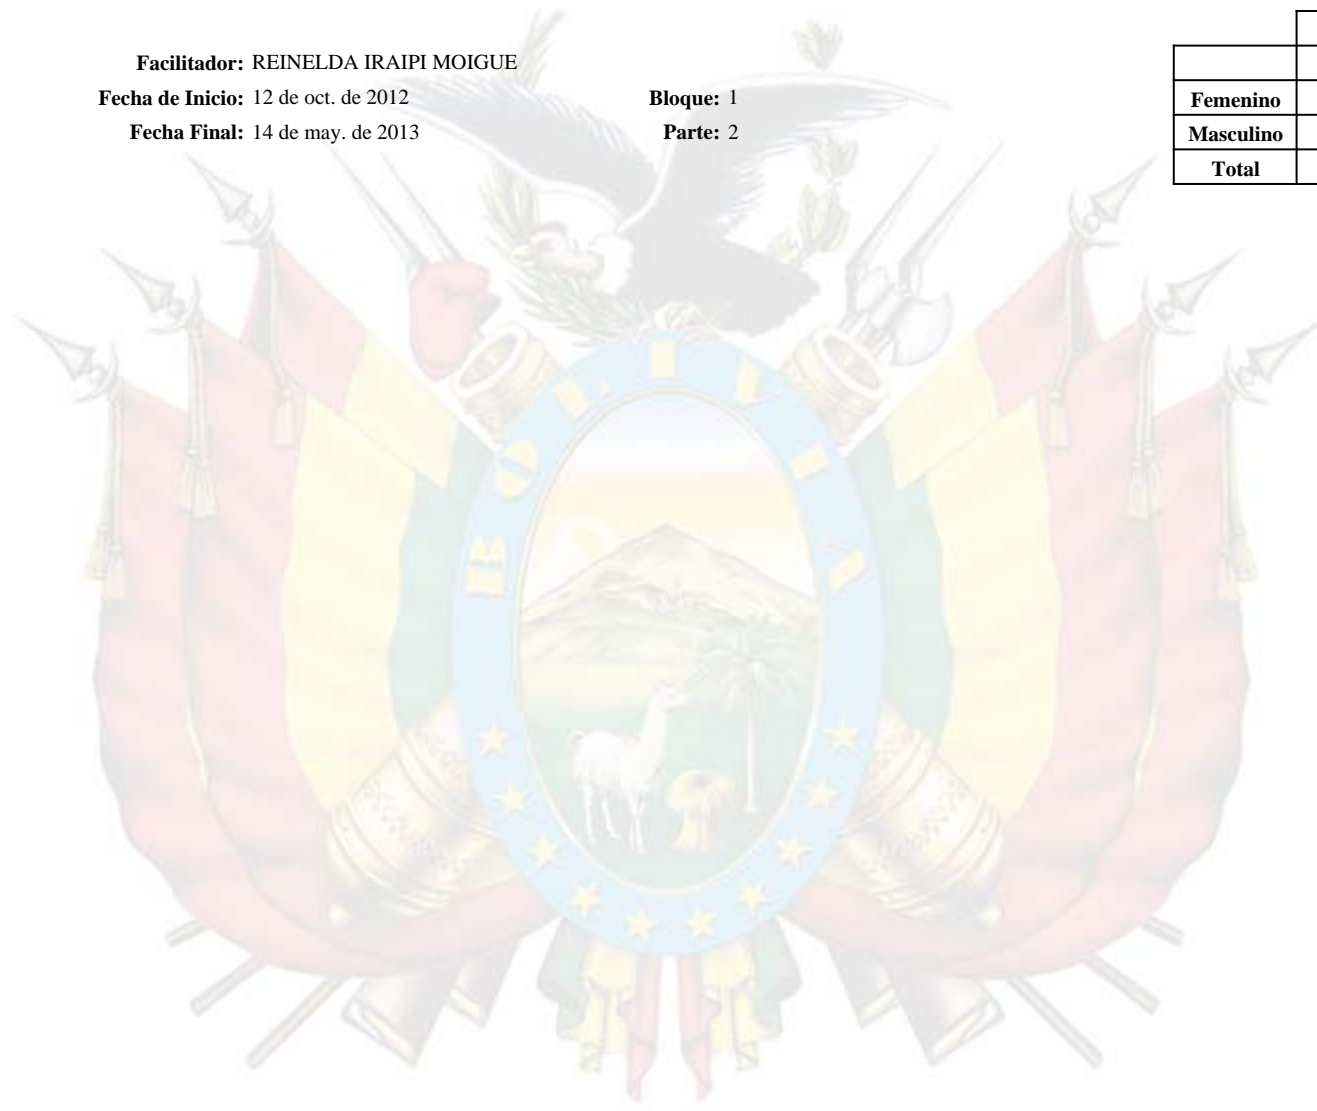 Facilitador: REINELDA IRAIPI MOIGUE
Fecha de Inicio: 12 de oct. de 2012 Bloque: 1
Fecha Final: 14 de may. de 2013 Parte: 2
Femenino
Masculino
Total
BOLIVIA